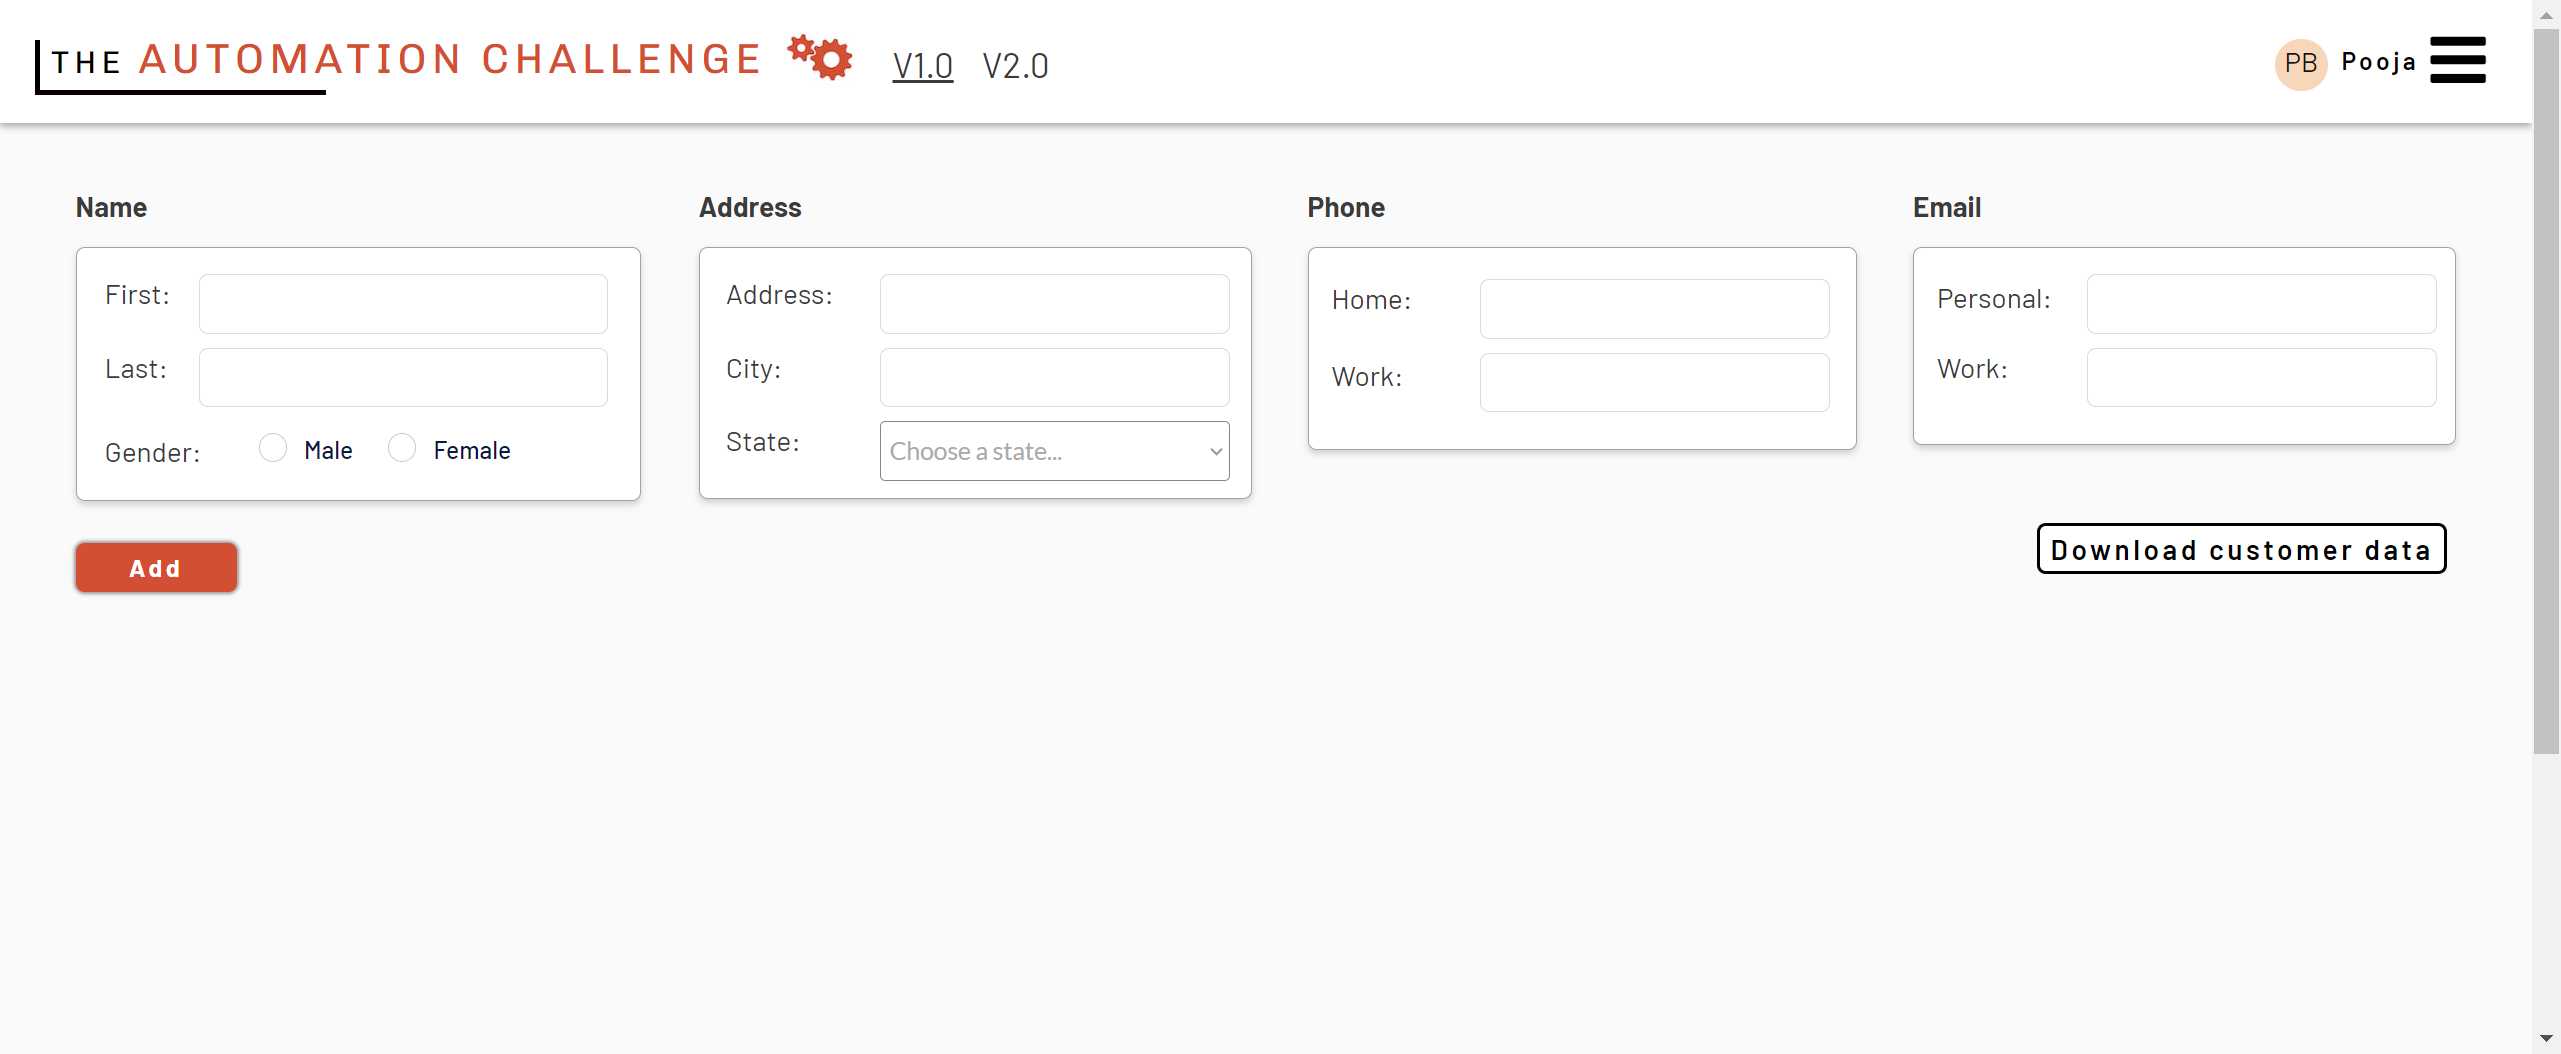 THE AUTOMATION CHALLENGE V1.0 V2.0 PB Pooja
Name
First:
Last:
Gender: Male Female
Address
Address:
City:
State: Choose a state...
Phone
Home:
Work:
Email
Personal:
Work:
Add
Download customer data